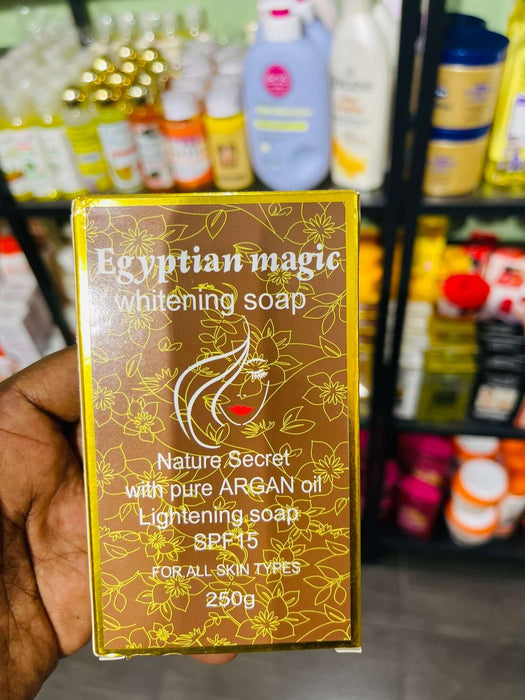 Egyptian magic
whitening soap
Nature Secret
with pure ARGAN oil
Lightening soap
SPF15
FOR ALL SKIN TYPES
250g